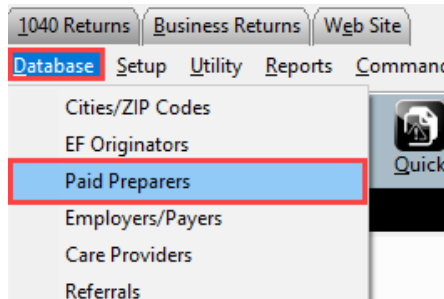 1040 Returns Business Returns Web Site
Database Setup Utility Reports Command
Cities/ZIP Codes
EF Originators
Quick
Paid Preparers
Employers/Payers
Care Providers
Referrals